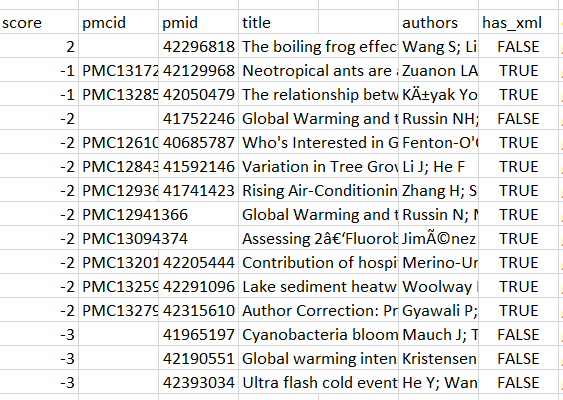 score pmcid pmid title authors has_xml
2 42296818 The boiling frog effec Wang S; Li FALSE
-1 PMC13172 42129968 Neotropical ants are Zuanon LA TRUE
-1 PMC13285 42050479 The relationship betw KÄ±yak Yo TRUE
-2 41752246 Global Warming and t Russin NH; FALSE
-2 PMC12610 40685787 Who's Interested in G Fenton-O' TRUE
-2 PMC12843 41592146 Variation in Tree Grov Li J; He F TRUE
-2 PMC12936 41741423 Rising Air-Conditionin Zhang H; S TRUE
-2 PMC12941366 Global Warming and t Russin N; TRUE
-2 PMC13094374 Assessing 2â€‘Fluorob JimÃ©nez TRUE
-2 PMC13201 42205444 Contribution of hospi Merino-Ur TRUE
-2 PMC13259 42291096 Lake sediment heatw Woolway TRUE
-2 PMC13279 42315610 Author Correction: Pr Gyawali P; TRUE
-3 41965197 Cyanobacteria bloom Mauch J; T FALSE
-3 42190551 Global warming inten Kristensen FALSE
-3 42393034 Ultra flash cold event He Y; Wan FALSE